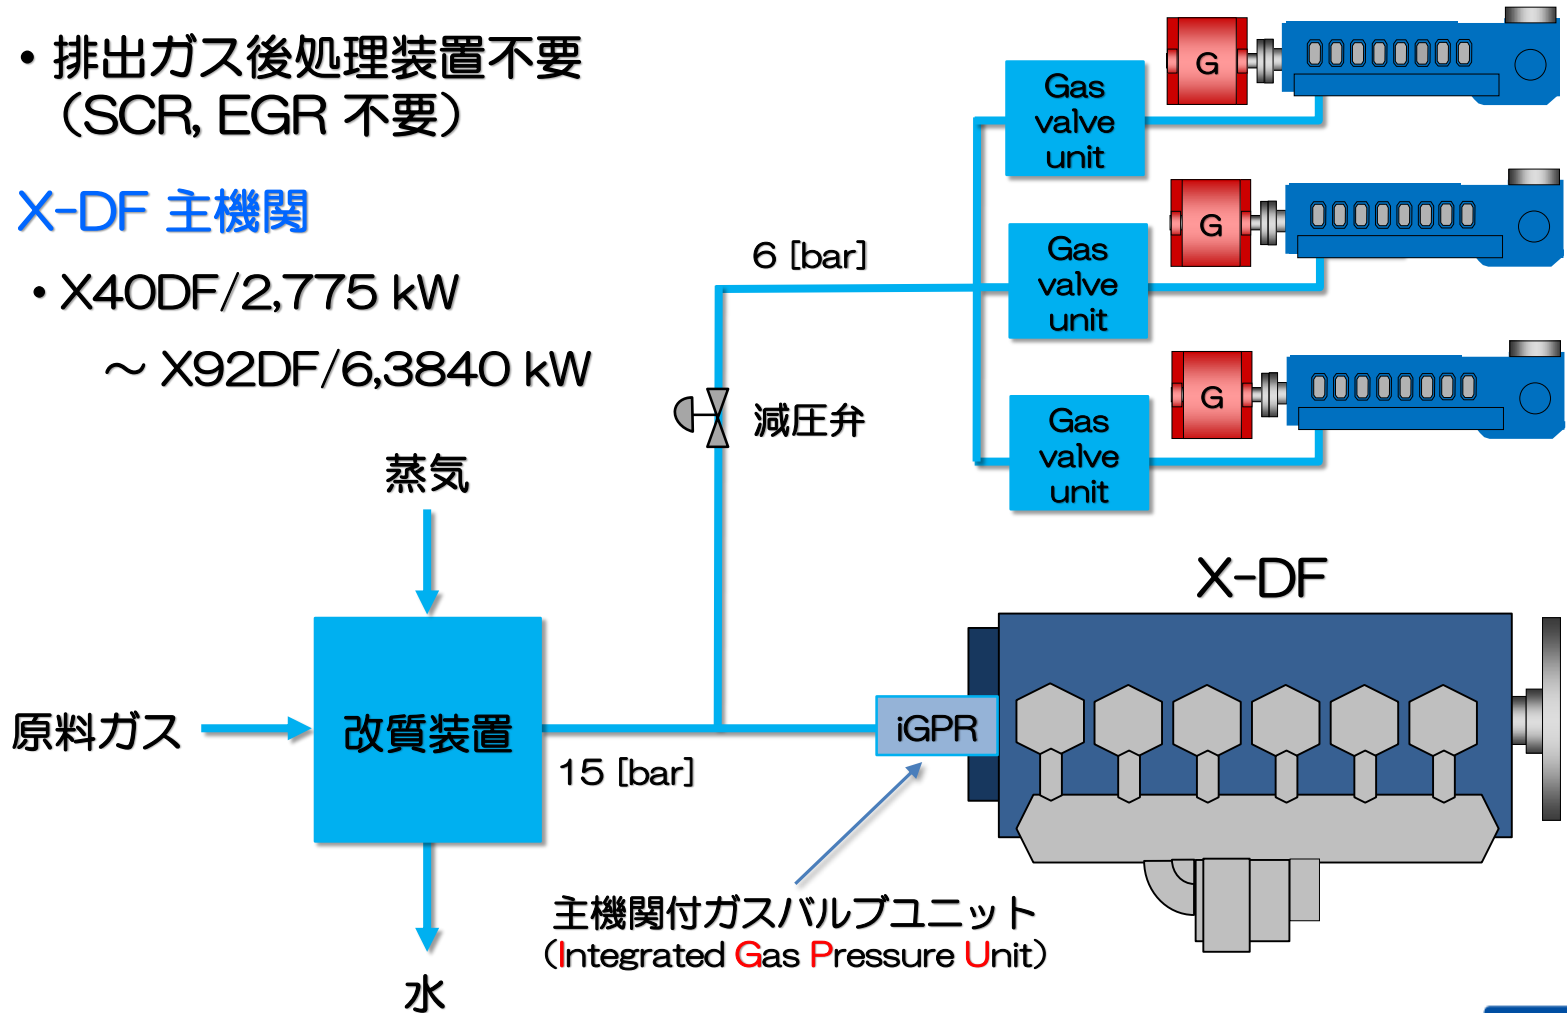 ・排出ガス後処理装置不要
（SCR, EGR 不要）
X-DF 主機関
・X40DF/2,775 kW
～ X92DF/6,3840 kW
蒸気
原料ガス
改質装置
水
15 [bar]
減圧弁
6 [bar]
Gas
valve
unit
G
Gas
valve
unit
G
Gas
valve
unit
G
X-DF
iGPR
主機関付ガスバルブユニット
（Integrated Gas Pressure Unit）